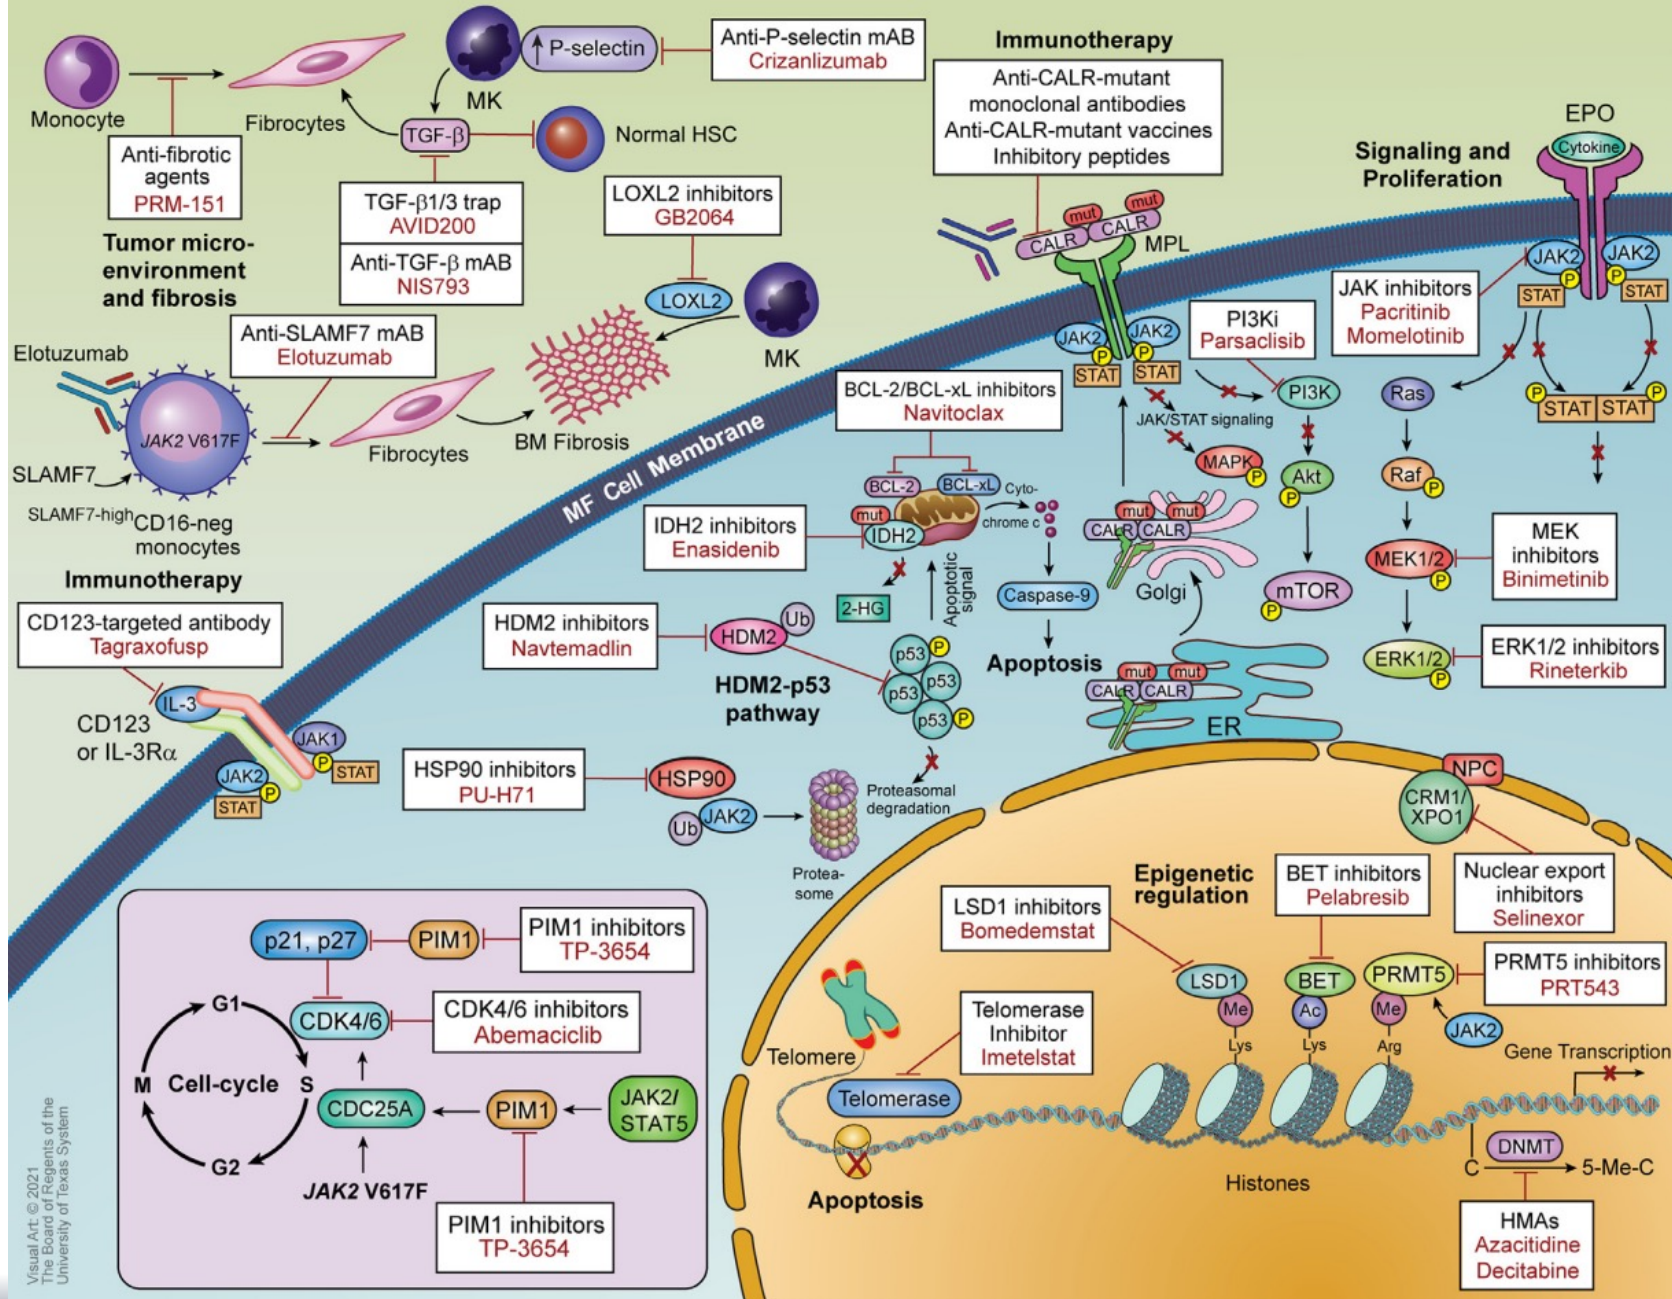 Monocyte
Fibrocytes
MK
P-selectin
Anti-P-selectin mAB
Crizanlizumab
TGF-β
Normal HSC
Anti-fibrotic
agents
PRM-151
TGF-β1/3 trap
AVID200
Anti-TGF-β mAB
NIS793
LOXL2 inhibitors
GB2064
LOXL2
MK
Tumor micro-
environment
and fibrosis
Anti-SLAMF7 mAB
Elotuzumab
Elotuzumab
JAK2 V617F
SLAMF7
SLAMF7-high CD16-neg
monocytes
Fibrocytes
BM Fibrosis
MF Cell Membrane
Immunotherapy
CD123-targeted antibody
Tagraxofusp
IL-3
CD123
or IL-3Rα
JAK1
P
STAT
JAK2
P
STAT
Immunotherapy
Anti-CALR-mutant
monoclonal antibodies
Anti-CALR-mutant vaccines
Inhibitory peptides
mut
mut
CALR
CALR
MPL
JAK2
JAK2
P
P
STAT
STAT
JAK/STAT signaling
MAPK
P
PI3Ki
Parsaclisib
PI3K
Akt
P
mTOR
P
Signaling and
Proliferation
EPO
Cytokine
JAK2
JAK2
P
P
STAT
STAT
JAK inhibitors
Pacritinib
Momelotinib
P
P
STAT
STAT
Ras
Raf
P
MEK1/2
P
MEK
inhibitors
Binimetinib
ERK1/2
P
ERK1/2 inhibitors
Rineterkib
BCL-2/BCL-xL inhibitors
Navitoclax
BCL-2
BCL-xL
Cyto-
chrome c
mut
IDH2
IDH2 inhibitors
Enasidenib
2-HG
Apoptotic
signal
Caspase-9
Apoptosis
HDM2 inhibitors
Navtemadlin
HDM2
Ub
p53
P
p53
p53
p53
P
HDM2-p53
pathway
Proteasomal
degradation
HSP90 inhibitors
PU-H71
HSP90
Ub
JAK2
Protea-
some
mut
mut
CALR
CALR
Golgi
mut
mut
CALR
CALR
ER
NPC
CRM1/
XPO1
Nuclear export
inhibitors
Selinexor
Epigenetic
regulation
BET inhibitors
Pelabresib
LSD1 inhibitors
Bomedemstat
LSD1
Me
Lys
BET
Ac
Lys
PRMT5
Me
Arg
PRMT5 inhibitors
PRT543
JAK2
Gene Transcription
Telomere
Telomerase
Inhibitor
Imetelstat
Telomerase
Apoptosis
Histones
DNMT
C
5-Me-C
HMAs
Azacitidine
Decitabine
p21, p27
PIM1
PIM1 inhibitors
TP-3654
CDK4/6
CDK4/6 inhibitors
Abemaciclib
G1
M
Cell-cycle
S
G2
CDC25A
PIM1
JAK2/
STAT5
JAK2 V617F
PIM1 inhibitors
TP-3654
Visual Art: © 2021
The Board of Regents of the
University of Texas System